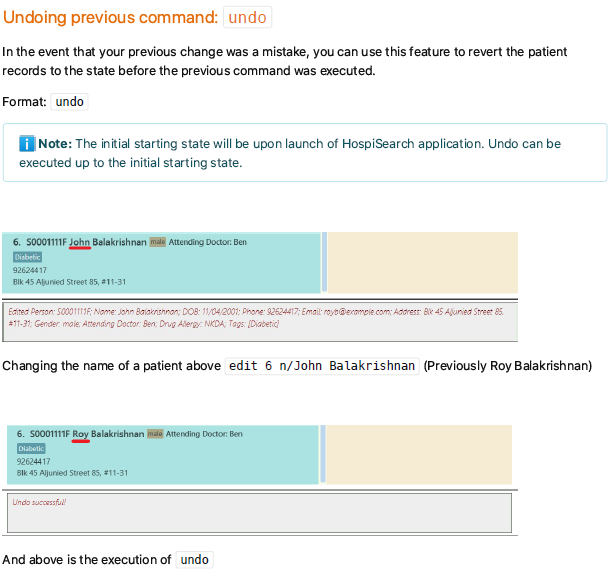 Undoing previous command: undo
In the event that your previous change was a mistake, you can use this feature to revert the patient
records to the state before the previous command was executed.
Format: undo
ℹ️ Note: The initial starting state will be upon launch of HospiSearch application. Undo can be
executed up to the initial starting state.
6. S0001111F John Balakrishnan male Attending Doctor: Ben
Diabetic
92624417
Blk 45 Aljunied Street 85, #11-31
Edited Person: S0001111F; Name: John Balakrishnan; DOB: 11/04/2001; Phone: 92624417; Email: royb@example.com; Address: Blk 45 Aljunied Street 85,
#11-31; Gender: male; Attending Doctor: Ben; Drug Allergy: NKDA; Tags: [Diabetic]
Changing the name of a patient above edit 6 n/John Balakrishnan (Previously Roy Balakrishnan)
6. S0001111F Roy Balakrishnan male Attending Doctor: Ben
Diabetic
92624417
Blk 45 Aljunied Street 85, #11-31
Undo successful!
And above is the execution of undo